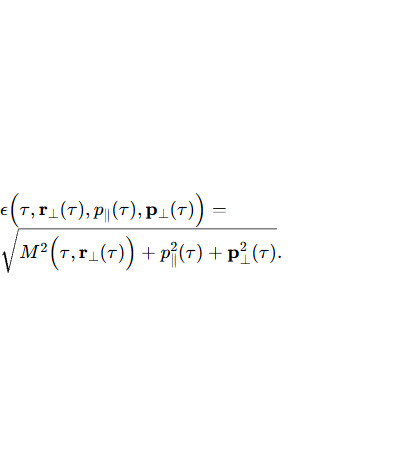 ϵ(τ, r⊥(τ), p∥(τ), p⊥(τ)) =
√(M²(τ, r⊥(τ)) + p∥²(τ) + p⊥²(τ)).